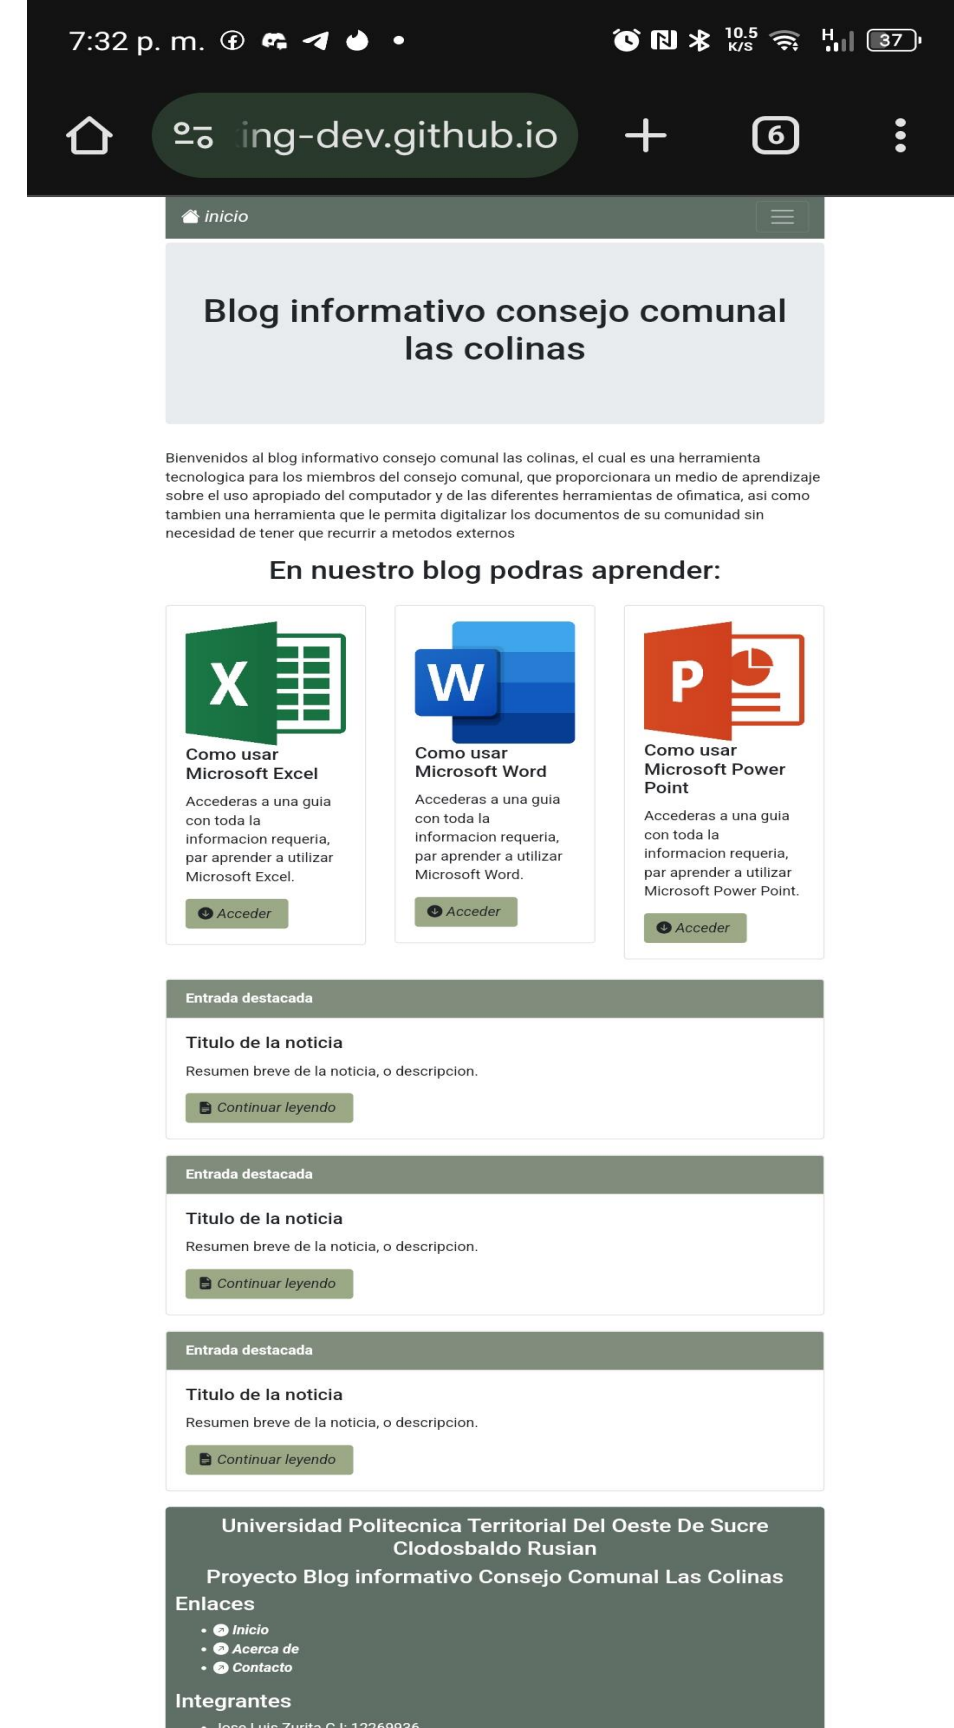 7:32 p. m.
10.5
K/S
H
37
ing-dev.github.io
6
inicio
Blog informativo consejo comunal
las colinas
Bienvenidos al blog informativo consejo comunal las colinas, el cual es una herramienta
tecnologica para los miembros del consejo comunal, que proporcionara un medio de aprendizaje
sobre el uso apropiado del computador y de las diferentes herramientas de ofimatica, asi como
tambien una herramienta que le permita digitalizar los documentos de su comunidad sin
necesidad de tener que recurrir a metodos externos
En nuestro blog podras aprender:
X
Como usar
Microsoft Excel
Accederas a una guia
con toda la
informacion requeria,
par aprender a utilizar
Microsoft Excel.
Acceder
W
Como usar
Microsoft Word
Accederas a una guia
con toda la
informacion requeria,
par aprender a utilizar
Microsoft Word.
Acceder
P
Como usar
Microsoft Power
Point
Accederas a una guia
con toda la
informacion requeria,
par aprender a utilizar
Microsoft Power Point.
Acceder
Entrada destacada
Titulo de la noticia
Resumen breve de la noticia, o descripcion.
Continuar leyendo
Entrada destacada
Titulo de la noticia
Resumen breve de la noticia, o descripcion.
Continuar leyendo
Entrada destacada
Titulo de la noticia
Resumen breve de la noticia, o descripcion.
Continuar leyendo
Universidad Politecnica Territorial Del Oeste De Sucre
Clodosbaldo Rusian
Proyecto Blog informativo Consejo Comunal Las Colinas
Enlaces
Inicio
Acerca de
Contacto
Integrantes
Jose Luis Zurita C.I: 12269936